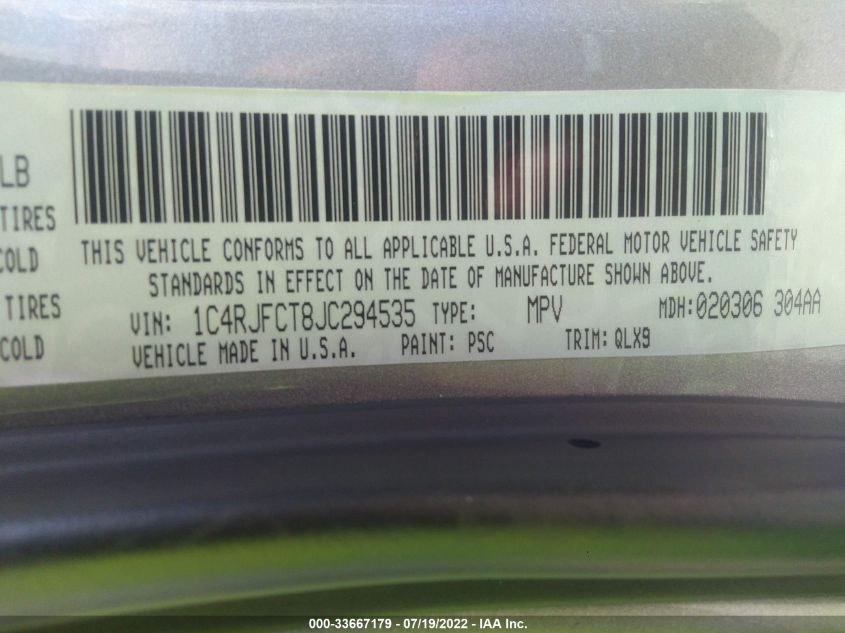 LB
TIRES
COLD
TIRES
COLD
THIS VEHICLE CONFORMS TO ALL APPLICABLE U.S.A. FEDERAL MOTOR VEHICLE SAFETY
STANDARDS IN EFFECT ON THE DATE OF MANUFACTURE SHOWN ABOVE.
VIN: 1C4RJFCT8JC294535 TYPE: MPV MDH:020306 304AA
VEHICLE MADE IN U.S.A. PAINT: PSC TRIM: QLX9
000-33667179 - 07/19/2022 - IAA Inc.